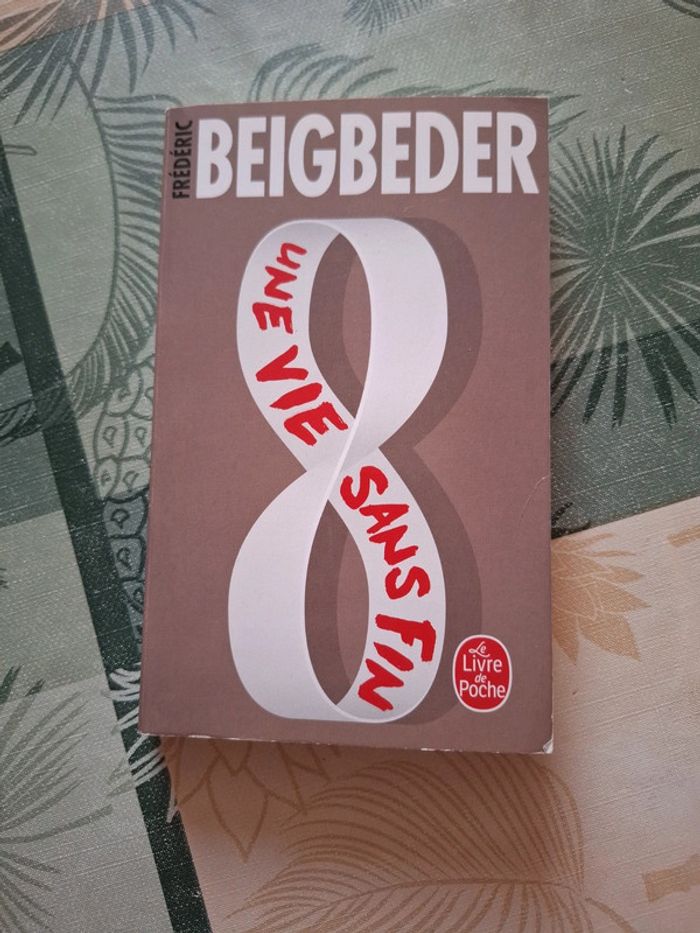 FRÉDÉRIC
BEIGBEDER
UNE VIE
SANS FIN
Le
Livre
de
Poche